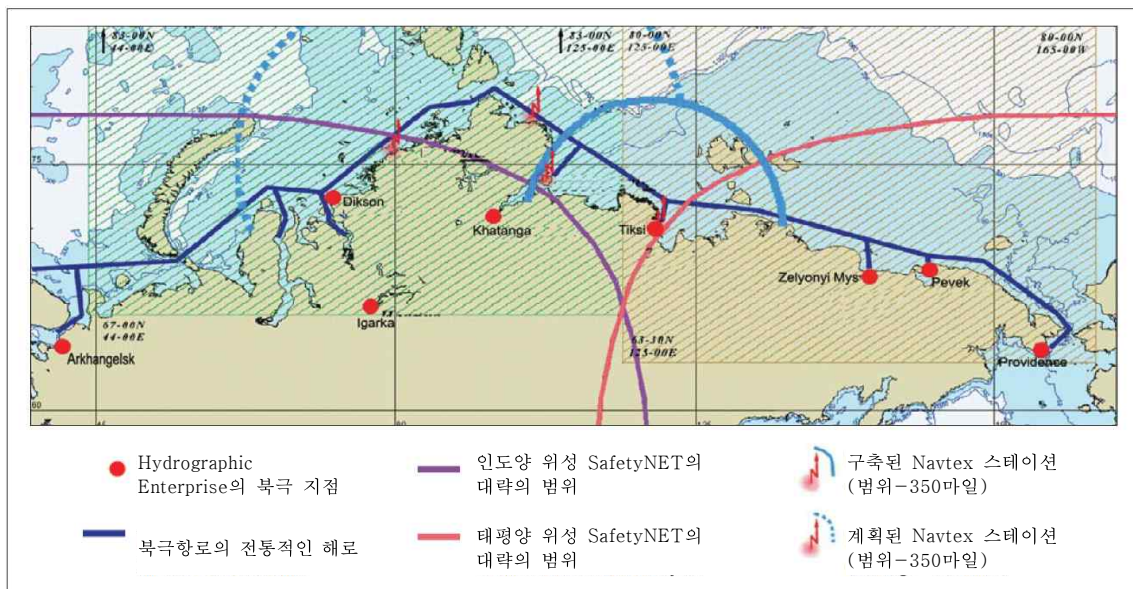 83-00N
44-00E
83-00N
125-00E
80-00N
125-00E
80-00N
165-00W
75
Dikson
Khatanga
Tiksi
Zelyonyi Mys
Pevek
67-00N
44-00E
Igarka
Arkhangelsk
Providence
60
Hydrographic
Enterprise의 북극 지점
인도양 위성 SafetyNET의
대략의 범위
구축된 Navtex 스테이션
(범위-350마일)
북극항로의 전통적인 해로
태평양 위성 SafetyNET의
대략의 범위
계획된 Navtex 스테이션
(범위-350마일)